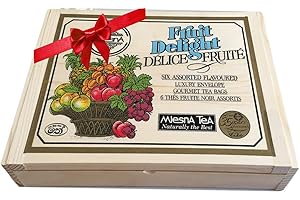 Fruit
Delight
DÉLICE FRUITÉ
SIX ASSORTED FLAVOURED
LUXURY ENVELOPE
GOURMET TEA BAGS
6 THÉS FRUITE NOIR ASSORTIS
MlesnA TeA
Naturally the Best